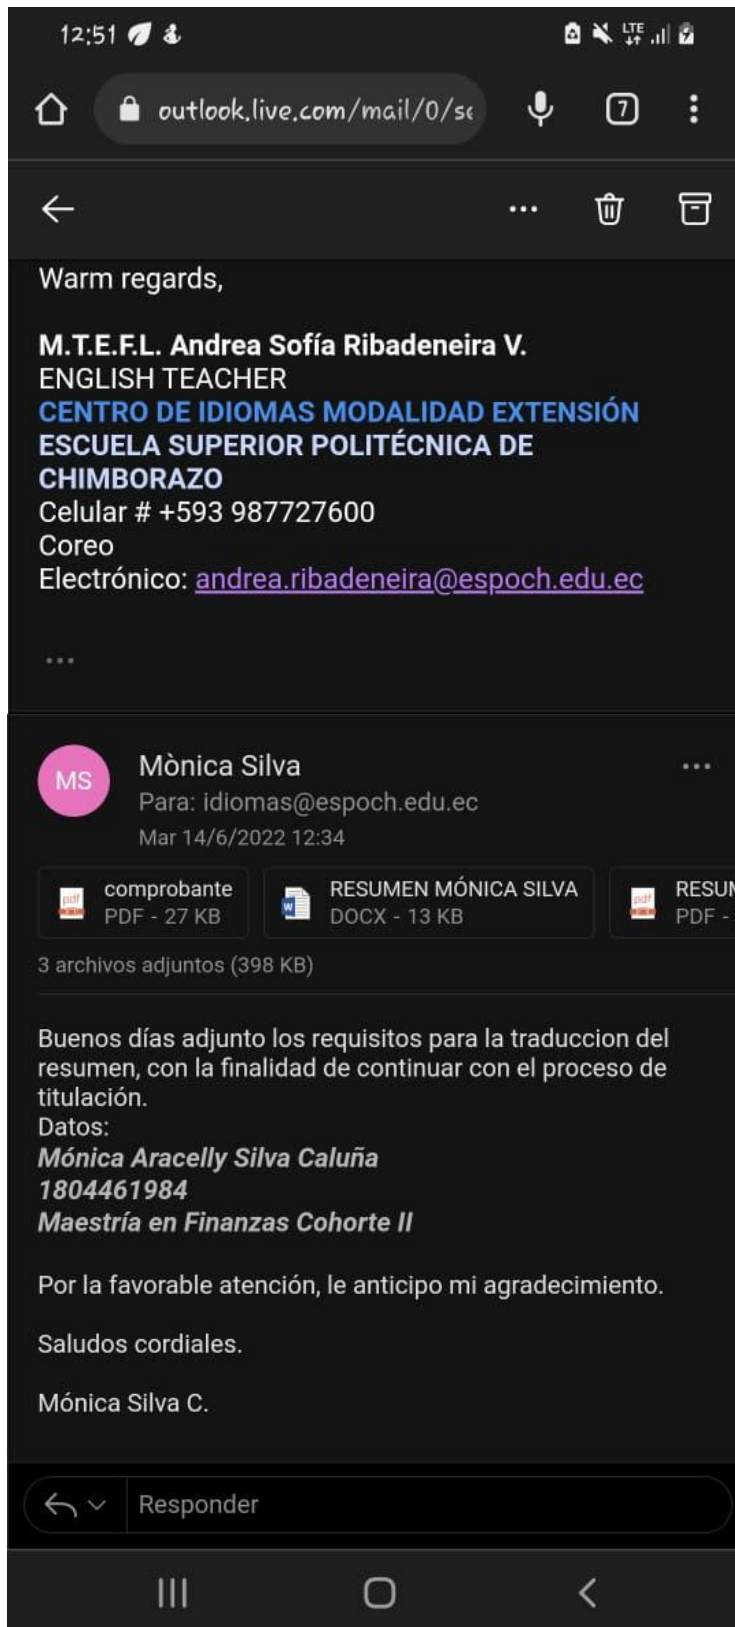 12:51
LTE
outlook.live.com/mail/0/se
7
Warm regards,
M.T.E.F.L. Andrea Sofía Ribadeneira V.
ENGLISH TEACHER
CENTRO DE IDIOMAS MODALIDAD EXTENSIÓN
ESCUELA SUPERIOR POLITÉCNICA DE
CHIMBORAZO
Celular # +593 987727600
Coreo
Electrónico: andrea.ribadeneira@espoch.edu.ec
...
MS
Mònica Silva
Para: idiomas@espoch.edu.ec
Mar 14/6/2022 12:34
pdf
comprobante
PDF - 27 KB
W
RESUMEN MÓNICA SILVA
DOCX - 13 KB
pdf
RESUM
PDF -
3 archivos adjuntos (398 KB)
Buenos días adjunto los requisitos para la traduccion del
resumen, con la finalidad de continuar con el proceso de
titulación.
Datos:
Mónica Aracelly Silva Caluña
1804461984
Maestría en Finanzas Cohorte II
Por la favorable atención, le anticipo mi agradecimiento.
Saludos cordiales.
Mónica Silva C.
Responder